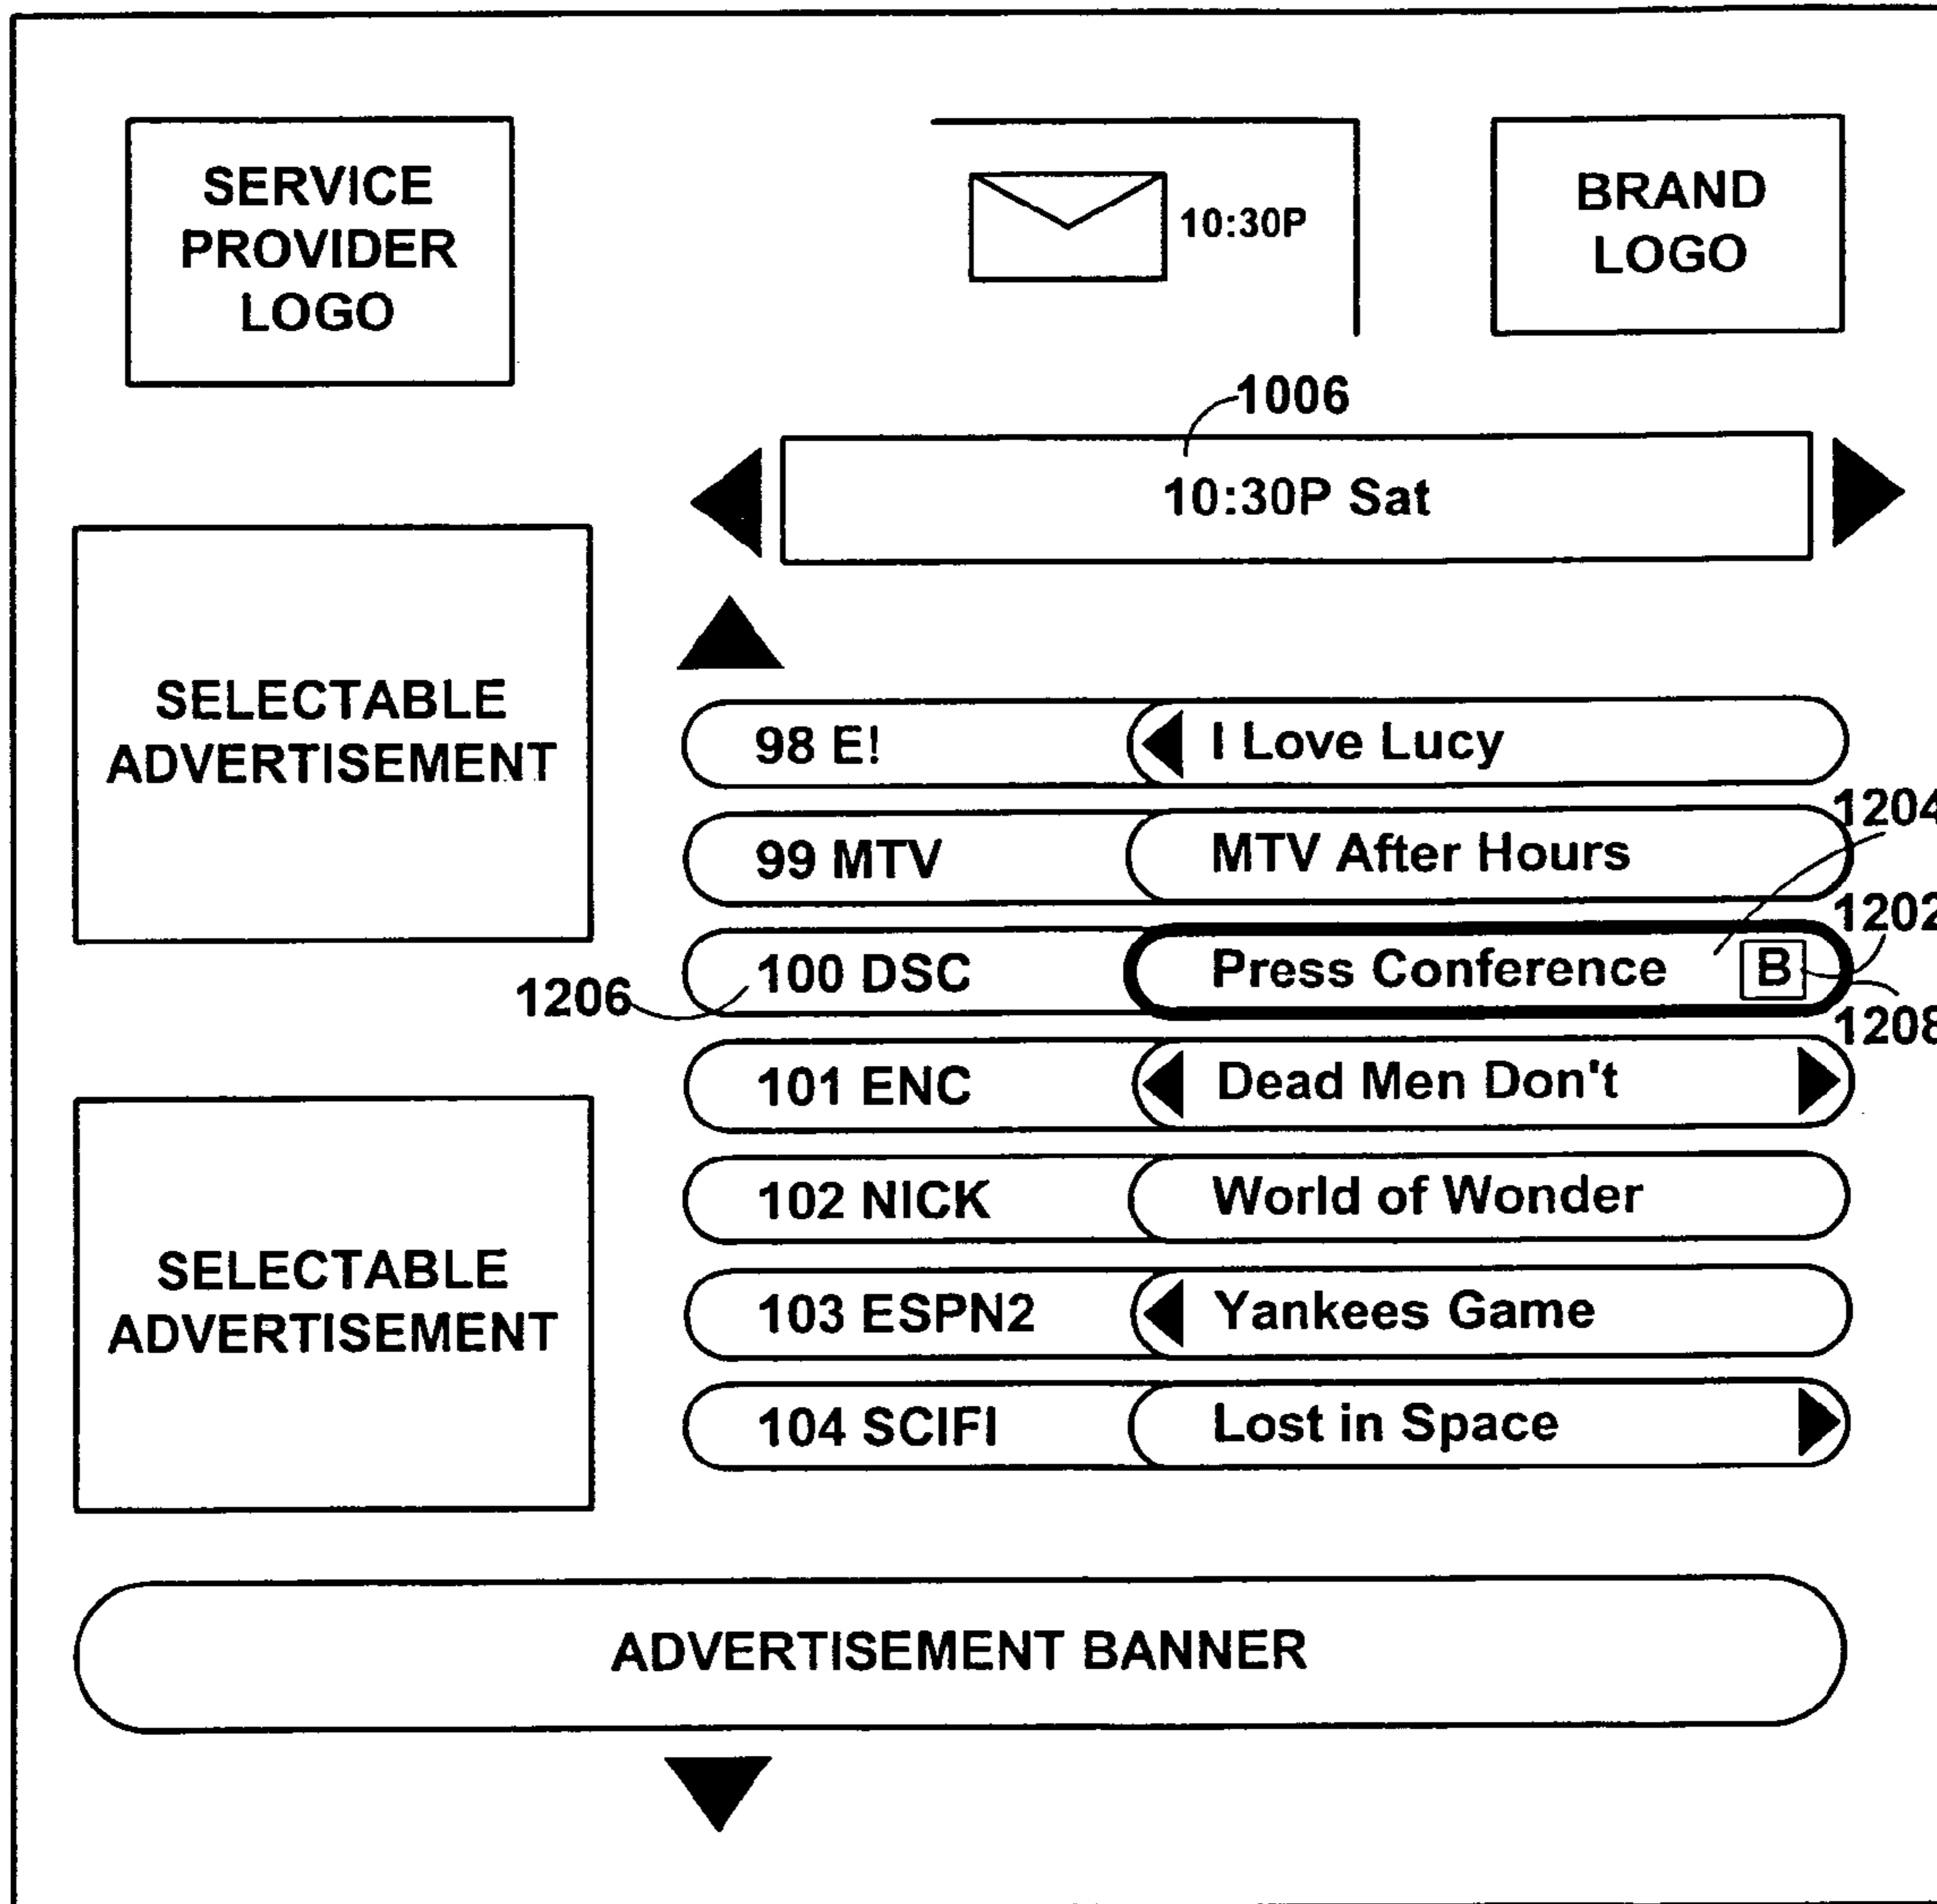 SERVICE
PROVIDER
LOGO
10:30P
BRAND
LOGO
1006
10:30P Sat
SELECTABLE
ADVERTISEMENT
98 E! I Love Lucy
1204
99 MTV MTV After Hours
1202
100 DSC Press Conference B
1206
1208
101 ENC Dead Men Don't
102 NICK World of Wonder
SELECTABLE
ADVERTISEMENT
103 ESPN2 Yankees Game
104 SCIFI Lost in Space
ADVERTISEMENT BANNER